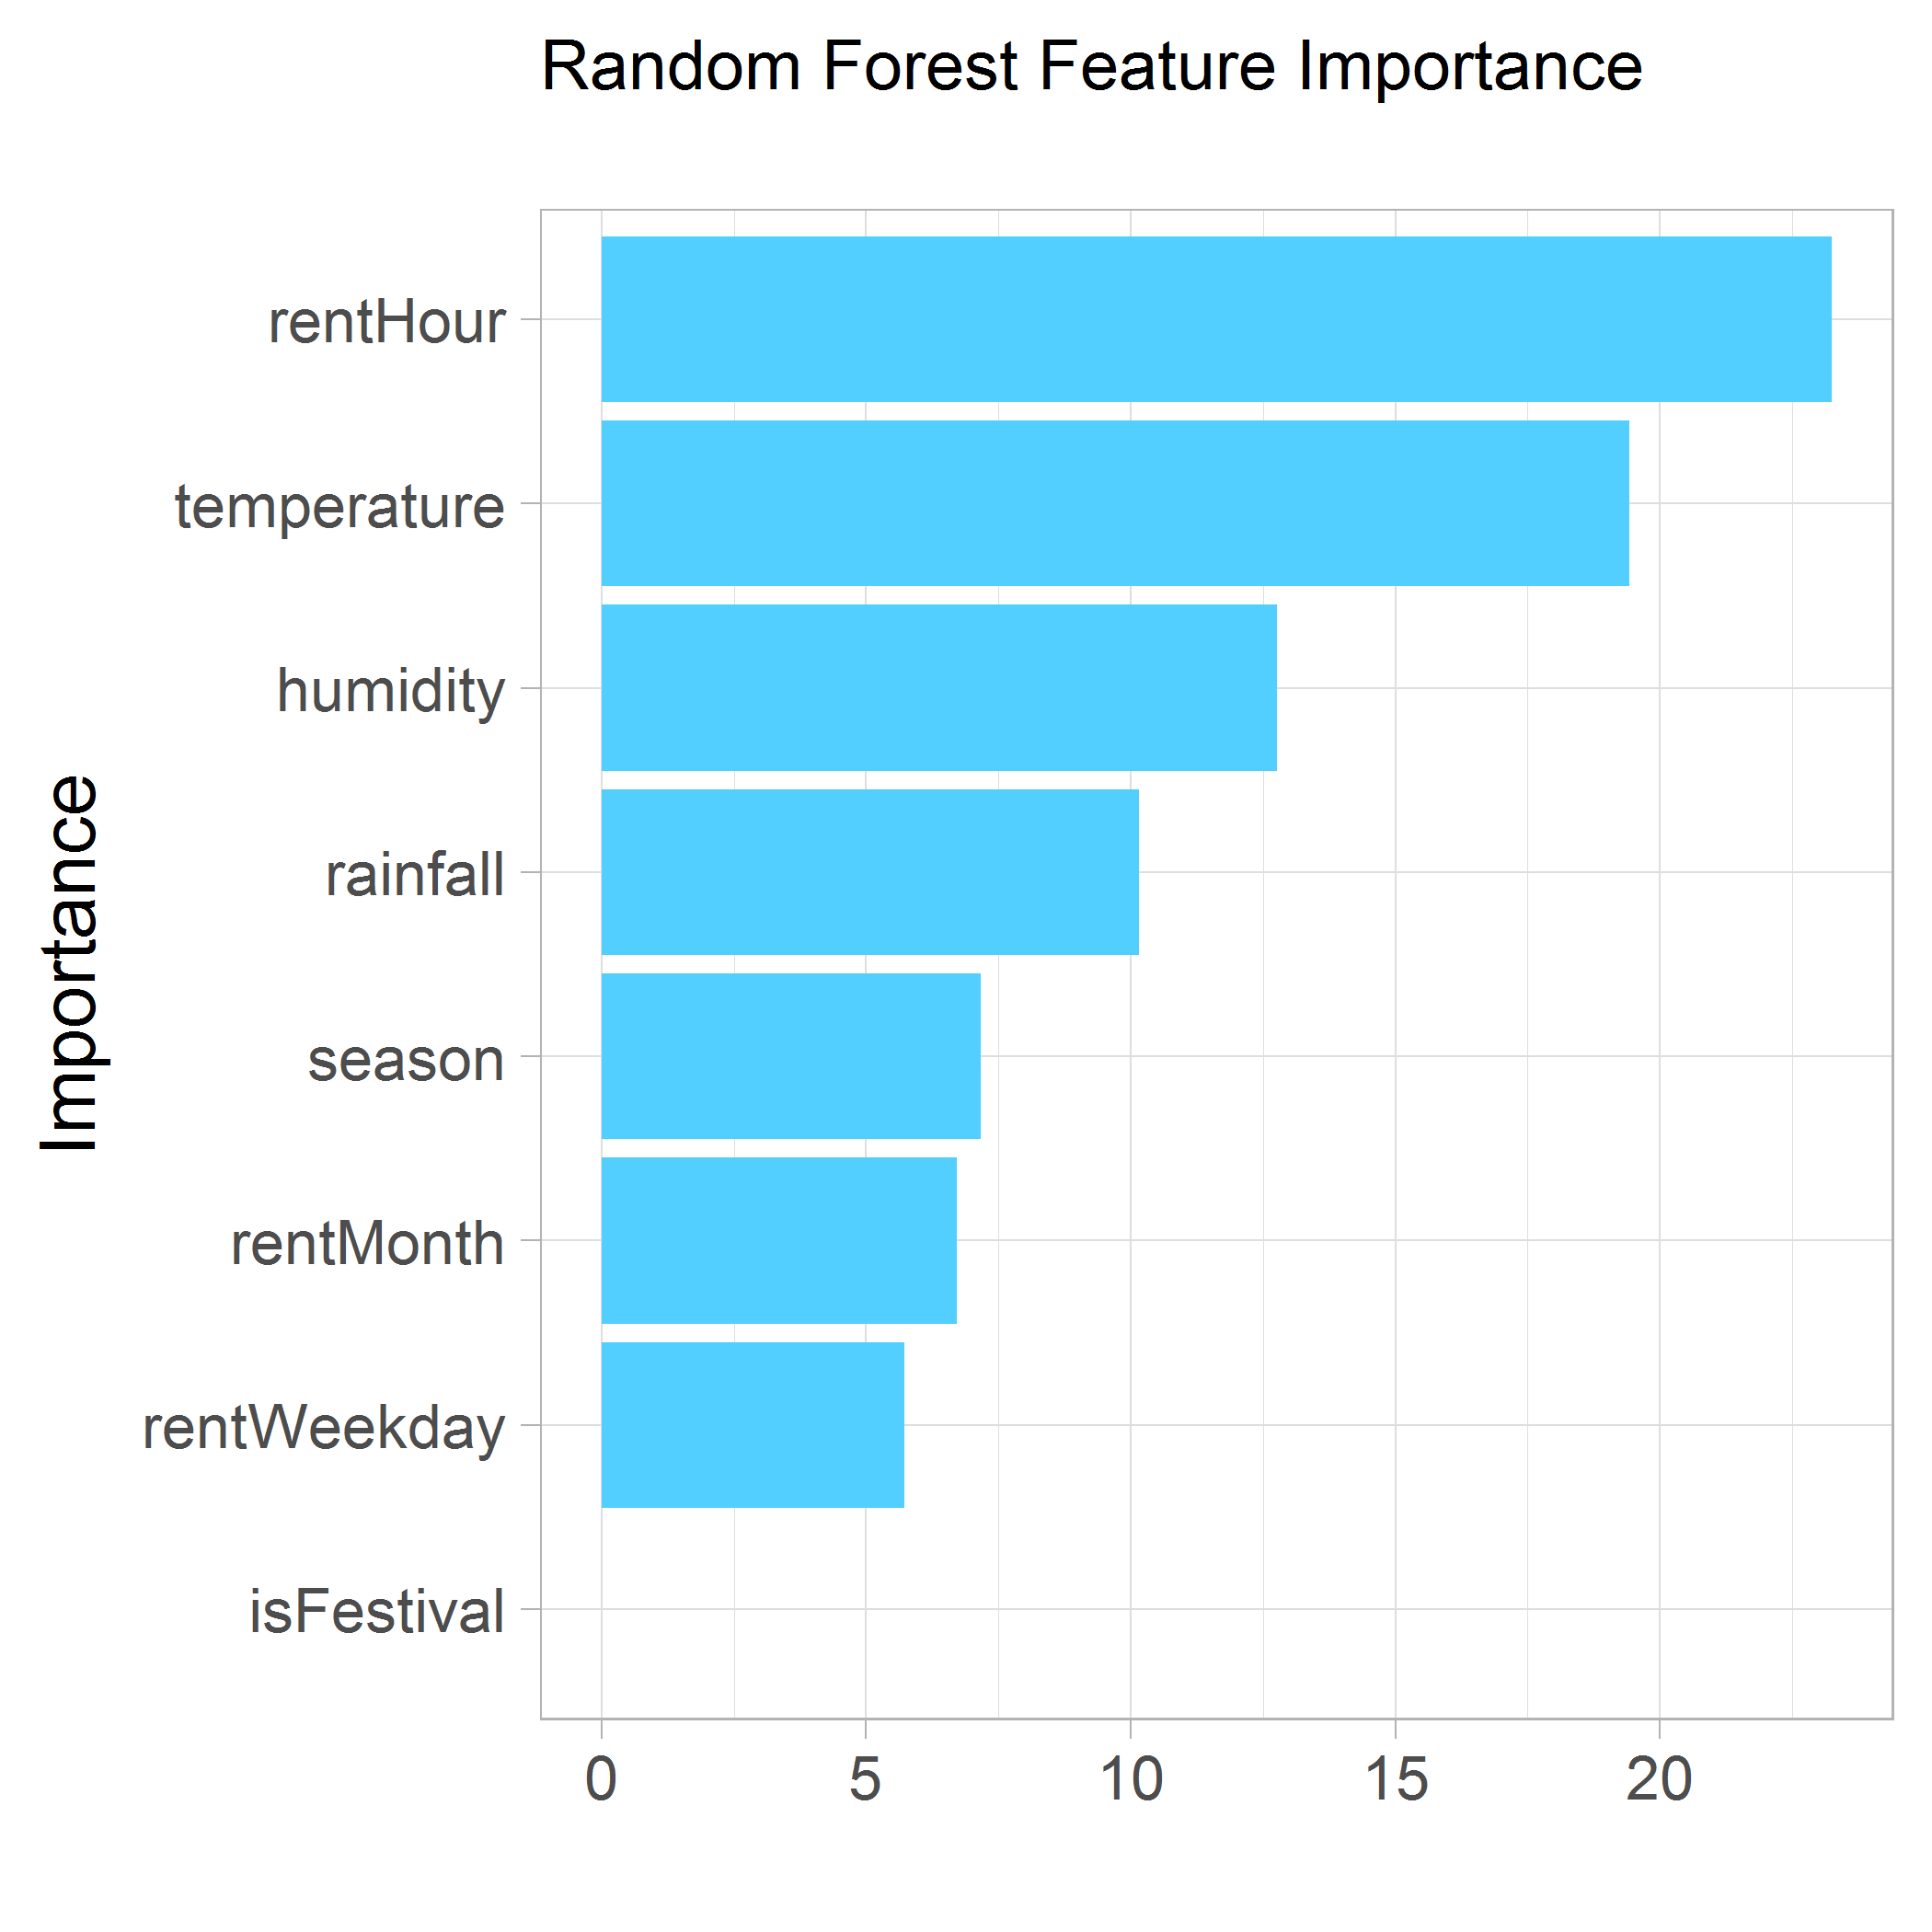 Random Forest Feature Importance
Importance
rentHour
temperature
humidity
rainfall
season
rentMonth
rentWeekday
isFestival
0 5 10 15 20